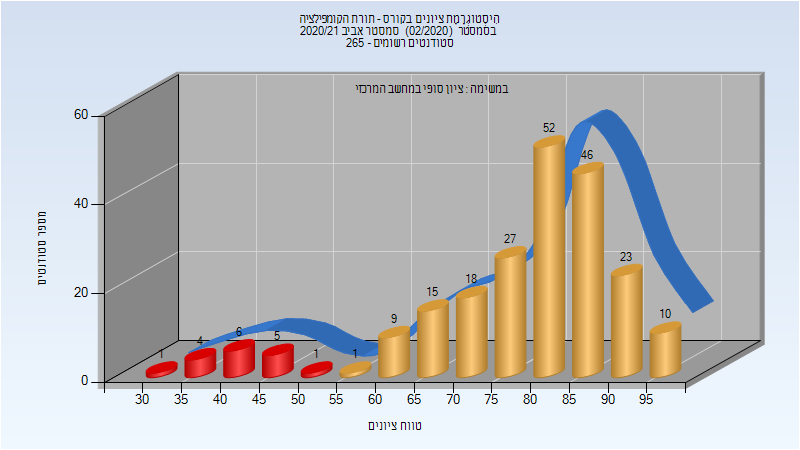 היסטוגרמת ציונים בקורס - תורת הקומפילציה
בסמסטר (02/2020) סמסטר אביב 2020/21
סטודנטים רשומים - 265
במשימה : ציון סופי במחשב המרכזי
מספר סטודנטים
60
40
20
0
1
4
6
5
1
1
9
15
18
27
52
46
23
10
30 35 40 45 50 55 60 65 70 75 80 85 90 95
טווח ציונים